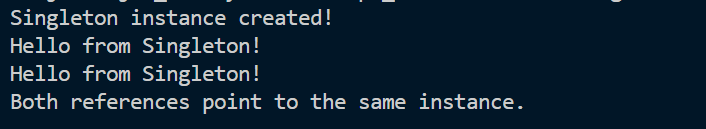 Singleton instance created!
Hello from Singleton!
Hello from Singleton!
Both references point to the same instance.